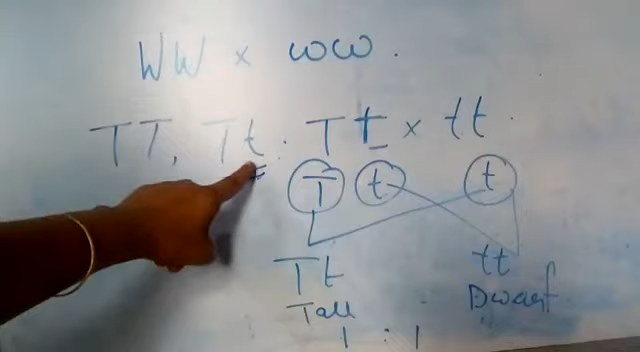 WW × ww.
TT, Tt. Tt × tt.
T t t
Tt tt
Tall Dwarf
1 : 1